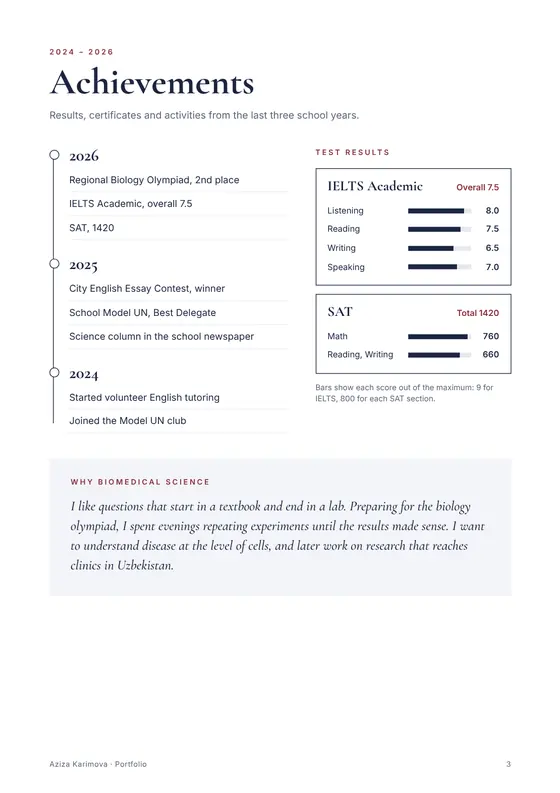 2024 – 2026
Achievements
Results, certificates and activities from the last three school years.
2026
Regional Biology Olympiad, 2nd place
IELTS Academic, overall 7.5
SAT, 1420
2025
City English Essay Contest, winner
School Model UN, Best Delegate
Science column in the school newspaper
2024
Started volunteer English tutoring
Joined the Model UN club
TEST RESULTS
IELTS Academic Overall 7.5
Listening 8.0
Reading 7.5
Writing 6.5
Speaking 7.0
SAT Total 1420
Math 760
Reading, Writing 660
Bars show each score out of the maximum: 9 for
IELTS, 800 for each SAT section.
WHY BIOMEDICAL SCIENCE
I like questions that start in a textbook and end in a lab. Preparing for the biology
olympiad, I spent evenings repeating experiments until the results made sense. I want
to understand disease at the level of cells, and later work on research that reaches
clinics in Uzbekistan.
Aziza Karimova · Portfolio 3